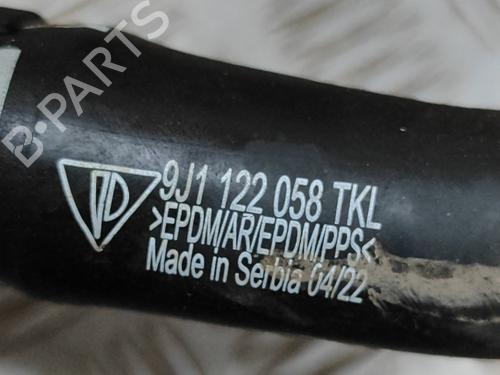 B-PARTS
9J1 122 058 TKL
>EPDM/AR/EPDM/PPS<
Made in Serbia 04/22